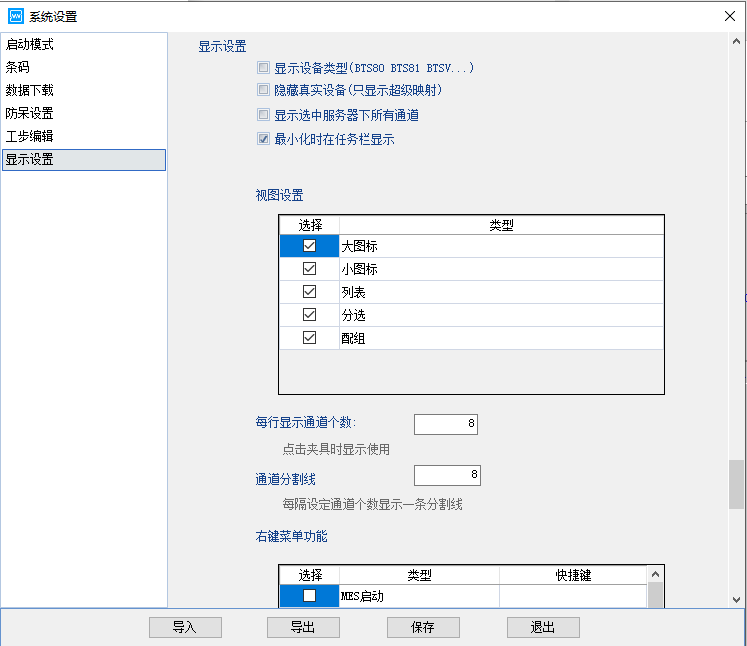 系统设置
启动模式
条码
数据下载
防呆设置
工步编辑
显示设置
显示设置
显示设备类型(BTS80 BTS81 BTSV...)
隐藏真实设备(只显示超级映射)
显示选中服务器下所有通道
最小化时在任务栏显示
视图设置
选择 类型
大图标
小图标
列表
分选
配组
每行显示通道个数: 8
点击夹具时显示使用
通道分割线 8
每隔设定通道个数显示一条分割线
右键菜单功能
选择 类型 快捷键
MES启动
导入 导出 保存 退出